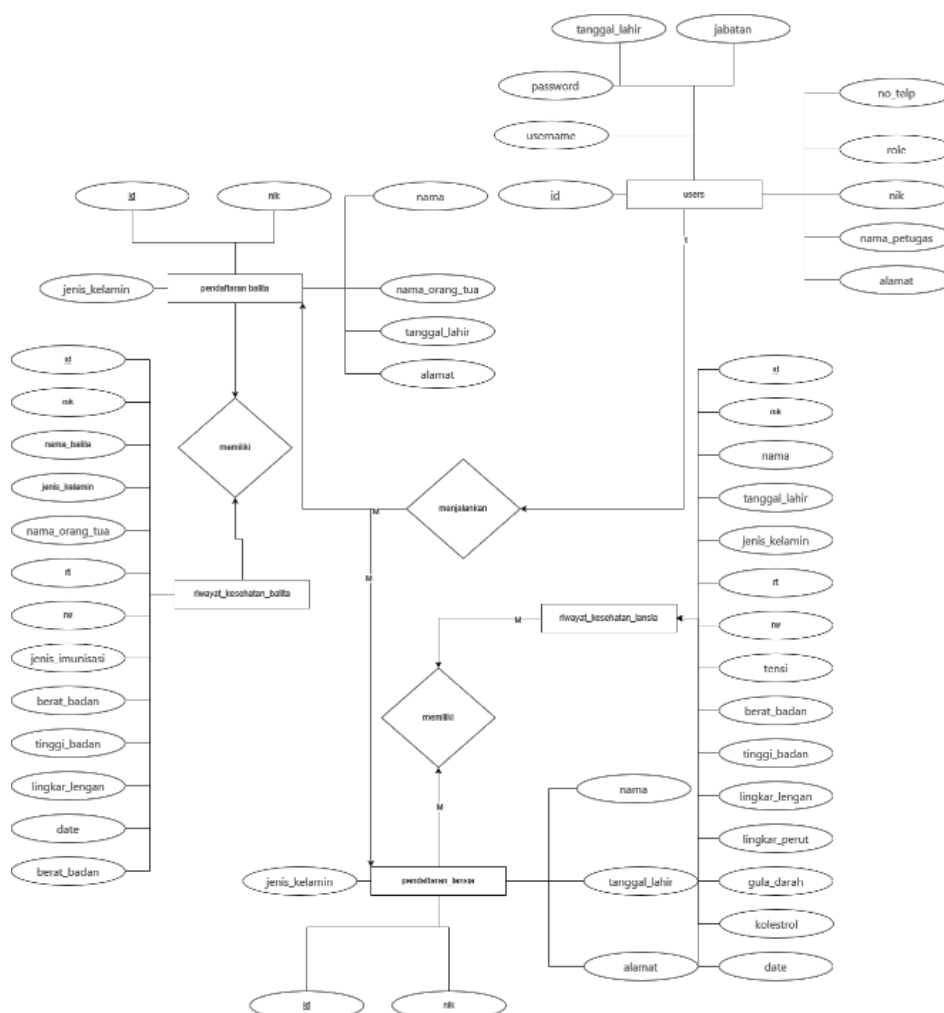 tanggal_lahir
jabatan
password
no_telp
username
role
id
users
nik
nama_petugas
alamat
1
id
nik
nama
jenis_kelamin
pendaftaran balita
nama_orang_tua
tanggal_lahir
alamat
id
nik
nama_balita
jenis_kelamin
nama_orang_tua
rt
rw
jenis_imunisasi
berat_badan
tinggi_badan
lingkar_lengan
date
berat_badan
memiliki
riwayat_kesehatan_balita
menjalankan
M
M
id
nik
nama
tanggal_lahir
jenis_kelamin
rt
rw
tensi
berat_badan
tinggi_badan
lingkar_lengan
lingkar_perut
gula_darah
kolestrol
date
M
riwayat_kesehatan_lansia
memiliki
M
nama
jenis_kelamin
pendaftaran_lansia
tanggal_lahir
alamat
id
nik